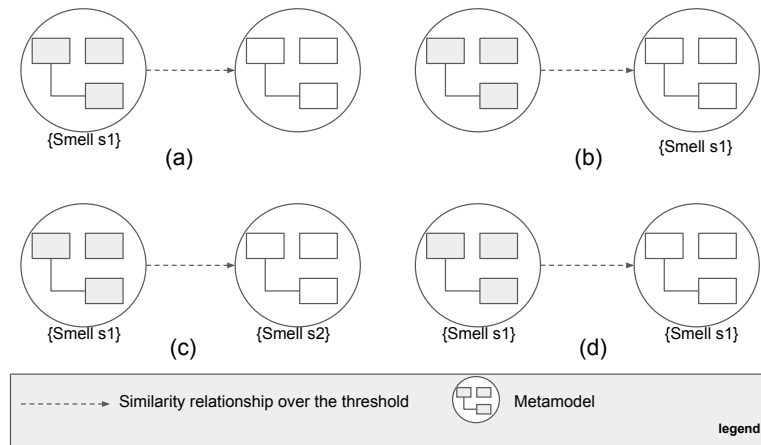 {Smell s1}
(a)
(b)
{Smell s1}
{Smell s1}
(c)
{Smell s2}
{Smell s1}
(d)
{Smell s1}
Similarity relationship over the threshold
Metamodel
legend